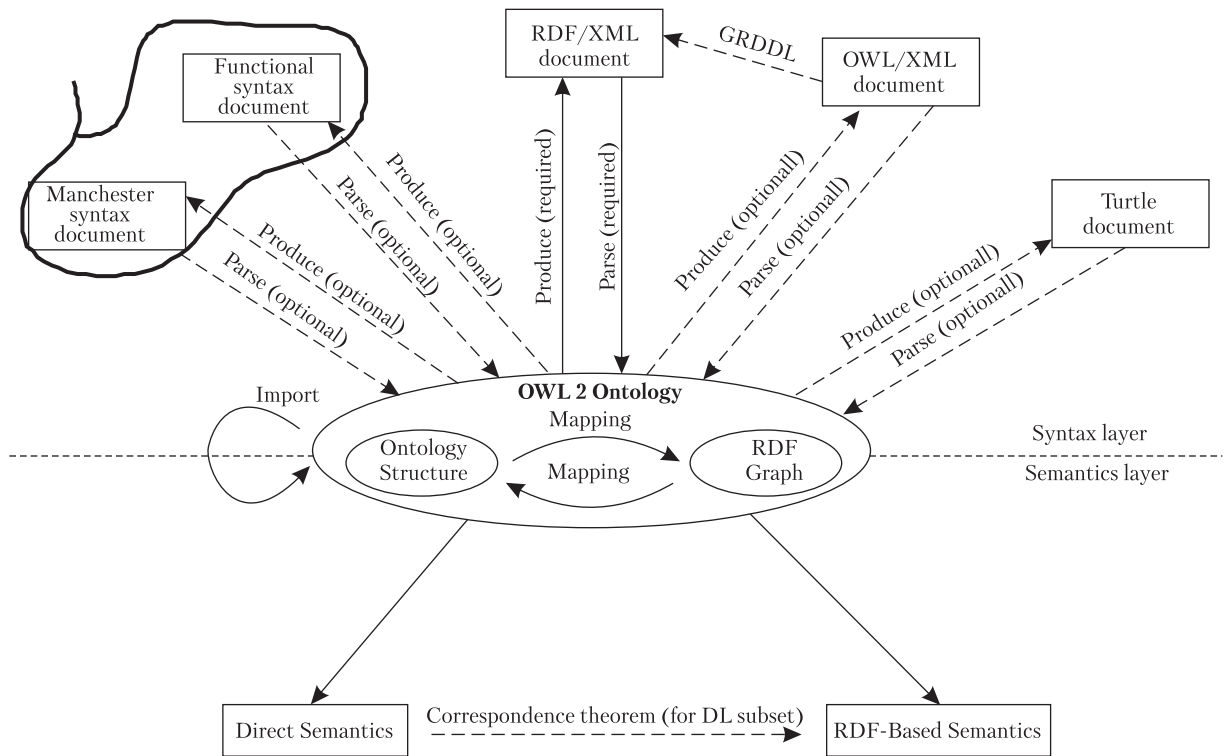 RDF/XML
document
GRDDL
OWL/XML
document
Functional
syntax
document
Manchester
syntax
document
Turtle
document
Produce (optional)
Parse (optional)
Produce (optional)
Parse (optional)
Produce (required)
Parse (required)
Produce (optionall)
Parse (optionall)
Produce (optionall)
Parse (optionall)
Import
OWL 2 Ontology
Mapping
Ontology
Structure
Mapping
RDF
Graph
Syntax layer
Semantics layer
Direct Semantics
Correspondence theorem (for DL subset)
RDF-Based Semantics